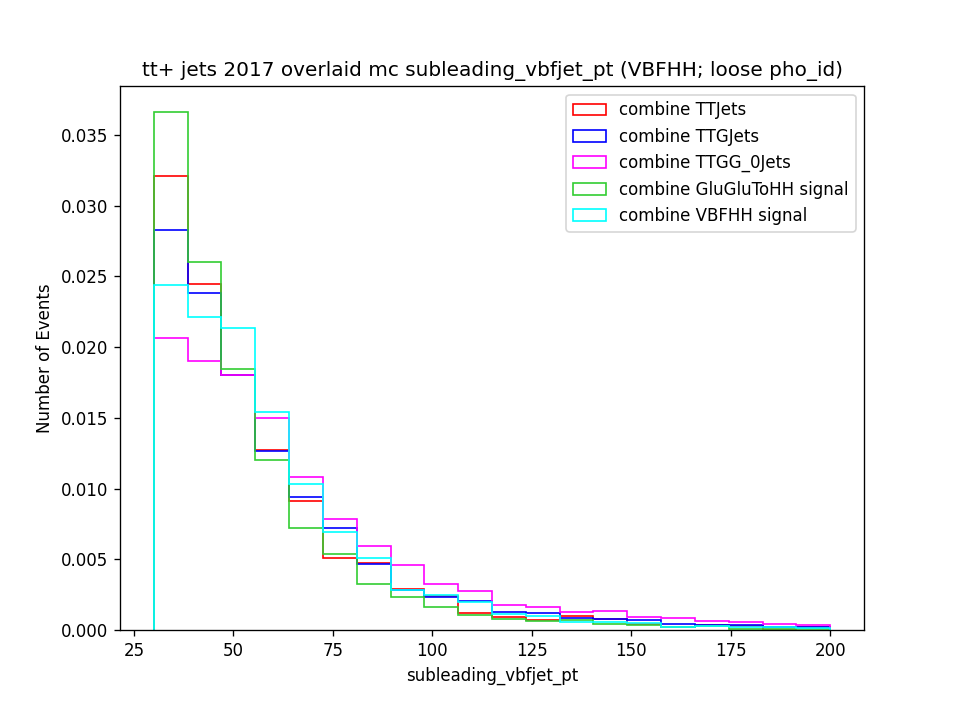 tt+ jets 2017 overlaid mc subleading_vbfjet_pt (VBFHH; loose pho_id)
combine TTJets
combine TTGJets
combine TTGG_0Jets
combine GluGluToHH signal
combine VBFHH signal
Number of Events
0.035
0.030
0.025
0.020
0.015
0.010
0.005
0.000
25 50 75 100 125 150 175 200
subleading_vbfjet_pt